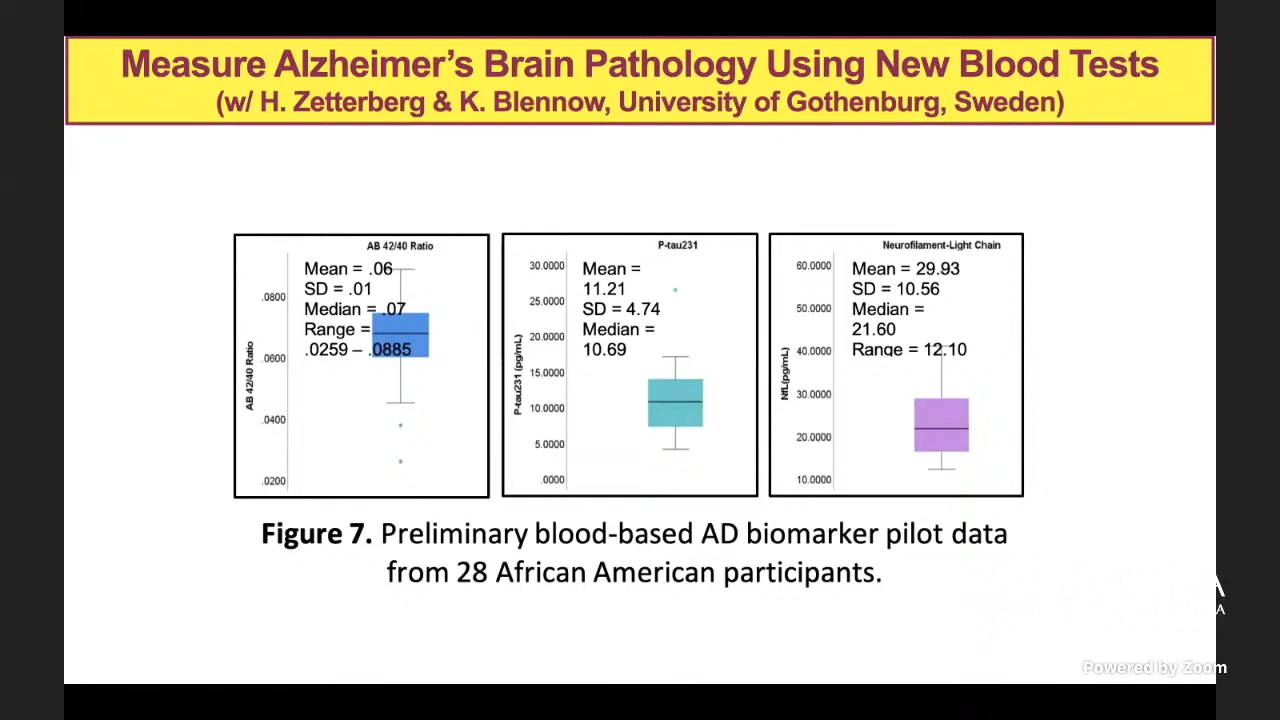 Measure Alzheimer's Brain Pathology Using New Blood Tests
(w/ H. Zetterberg & K. Blennow, University of Gothenburg, Sweden)
AB 42/40 Ratio
Mean = .06
SD = .01
Median = .07
Range =
.0259 – .0885
.0800
.0600
.0400
.0200
AB 42/40 Ratio
P-tau231
Mean =
11.21
SD = 4.74
Median =
10.69
30.0000
25.0000
20.0000
15.0000
10.0000
5.0000
.0000
P-tau231 (pg/mL)
Neurofilament-Light Chain
Mean = 29.93
SD = 10.56
Median =
21.60
Range = 12.10
60.0000
50.0000
40.0000
30.0000
20.0000
10.0000
NfL(pg/mL)
Figure 7. Preliminary blood-based AD biomarker pilot data
from 28 African American participants.
A
A
Powered by Zoom